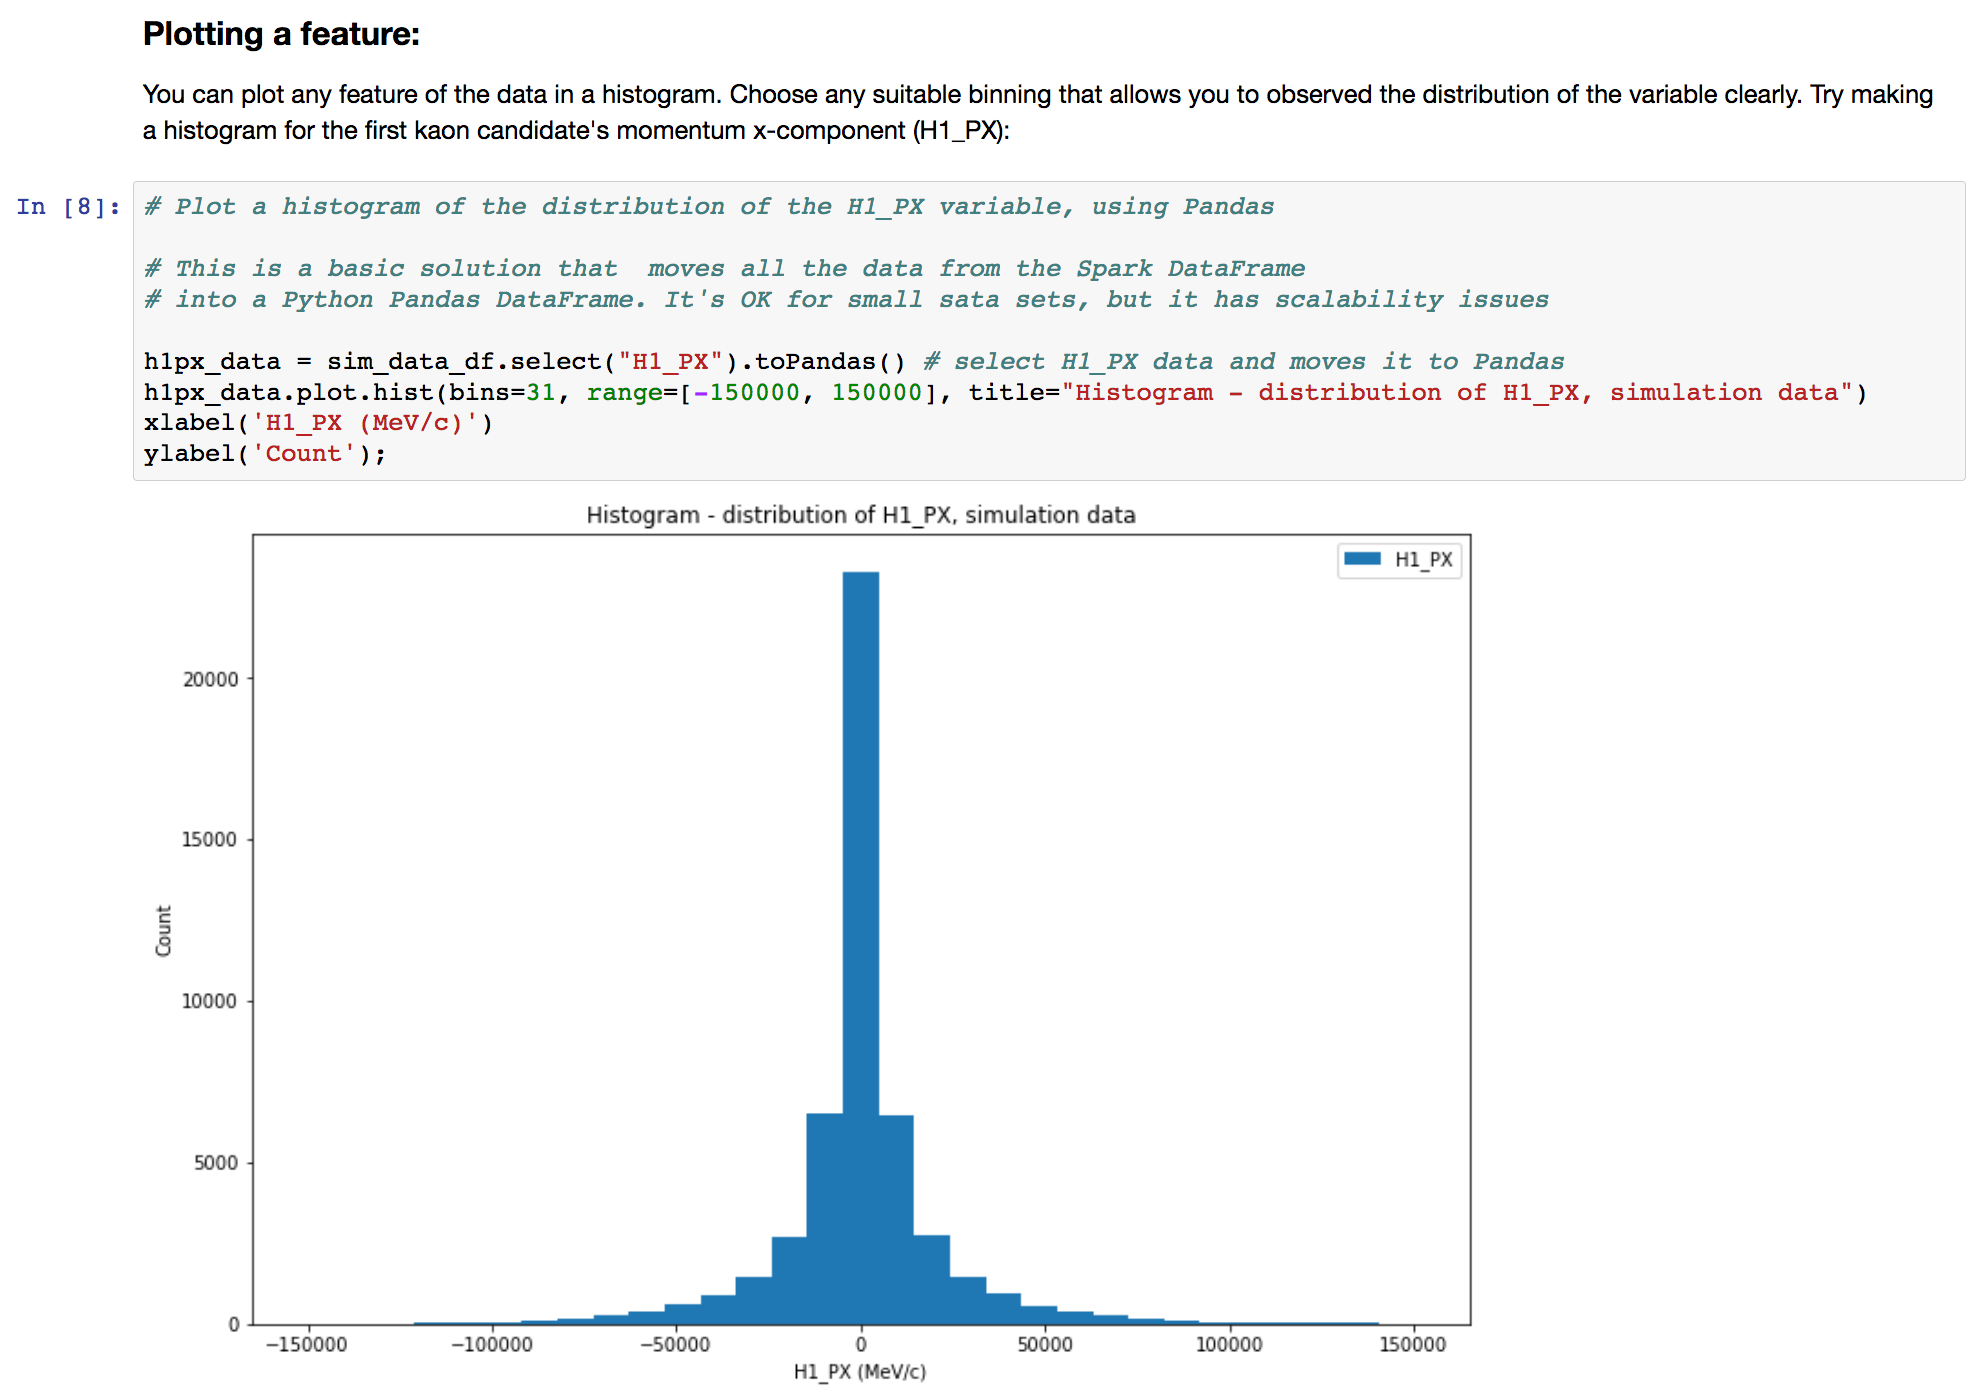 Plotting a feature:
You can plot any feature of the data in a histogram. Choose any suitable binning that allows you to observed the distribution of the variable clearly. Try making
a histogram for the first kaon candidate's momentum x-component (H1_PX):
In [8]: # Plot a histogram of the distribution of the H1_PX variable, using Pandas
# This is a basic solution that  moves all the data from the Spark DataFrame
# into a Python Pandas DataFrame. It's OK for small sata sets, but it has scalability issues
h1px_data = sim_data_df.select("H1_PX").toPandas() # select H1_PX data and moves it to Pandas
h1px_data.plot.hist(bins=31, range=[-150000, 150000], title="Histogram - distribution of H1_PX, simulation data")
xlabel('H1_PX (MeV/c)')
ylabel('Count');
Histogram - distribution of H1_PX, simulation data
H1_PX
20000
15000
10000
5000
0
Count
−150000 −100000 −50000 0 50000 100000 150000
H1_PX (MeV/c)